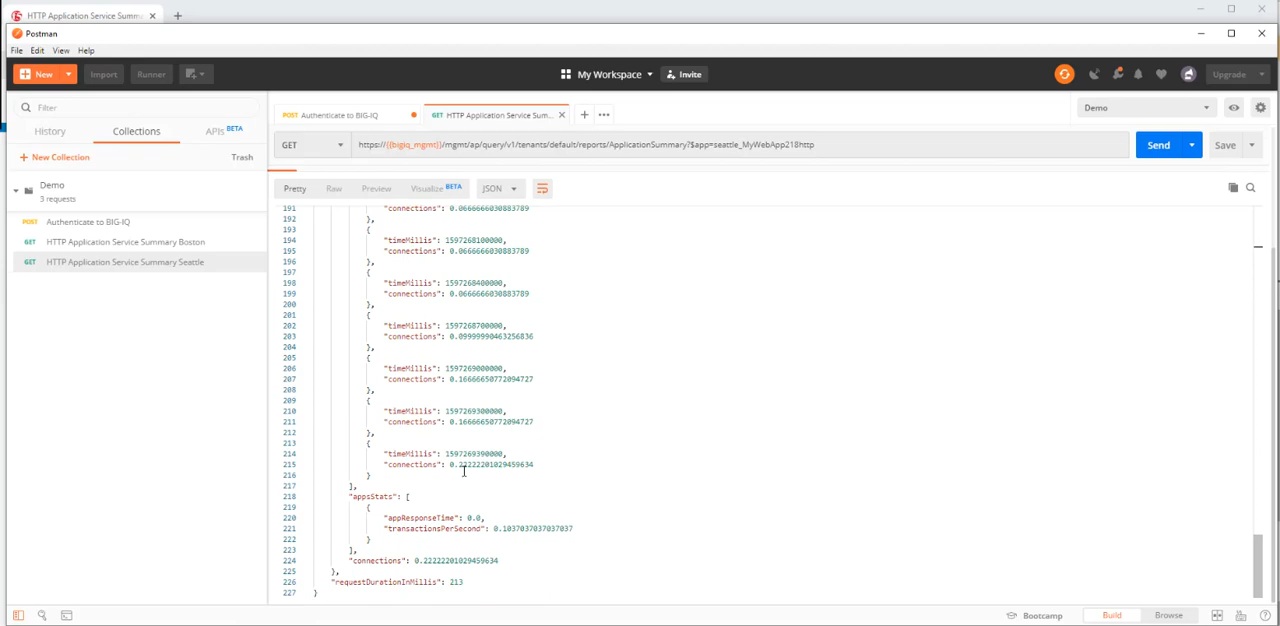 HTTP Application Service Summa
Postman
File Edit View Help
New
Import
Runner
My Workspace
Invite
Upgrade
Filter
History
Collections
APIs BETA
+ New Collection
Trash
Demo
3 requests
POST Authenticate to BIG-IQ
GET HTTP Application Service Summary Boston
GET HTTP Application Service Summary Seattle
POST Authenticate to BIG-IQ
GET HTTP Application Service Sum...
Demo
GET
https://{{bigiq_mgmt}}/mgmt/ap/query/v1/tenants/default/reports/ApplicationSummary?$app=seattle_MyWebApp218http
Send
Save
Pretty
Raw
Preview
Visualize BETA
JSON
191 "connections": 0.0666666030883789
192 },
193 {
194 "timeMillis": 1597268100000,
195 "connections": 0.0666666030883789
196 },
197 {
198 "timeMillis": 1597268400000,
199 "connections": 0.0666666030883789
200 },
201 {
202 "timeMillis": 1597268700000,
203 "connections": 0.09999990463256836
204 },
205 {
206 "timeMillis": 1597269000000,
207 "connections": 0.16666650772094727
208 },
209 {
210 "timeMillis": 1597269300000,
211 "connections": 0.16666650772094727
212 },
213 {
214 "timeMillis": 1597269390000,
215 "connections": 0.22222201029459634
216 }
217 ],
218 "appsStats": [
219 {
220 "appResponseTime": 0.0,
221 "transactionsPerSecond": 0.1037037037037037
222 }
223 ],
224 "connections": 0.22222201029459634
225 },
226 "requestDurationInMillis": 213
227 }
Bootcamp
Build
Browse